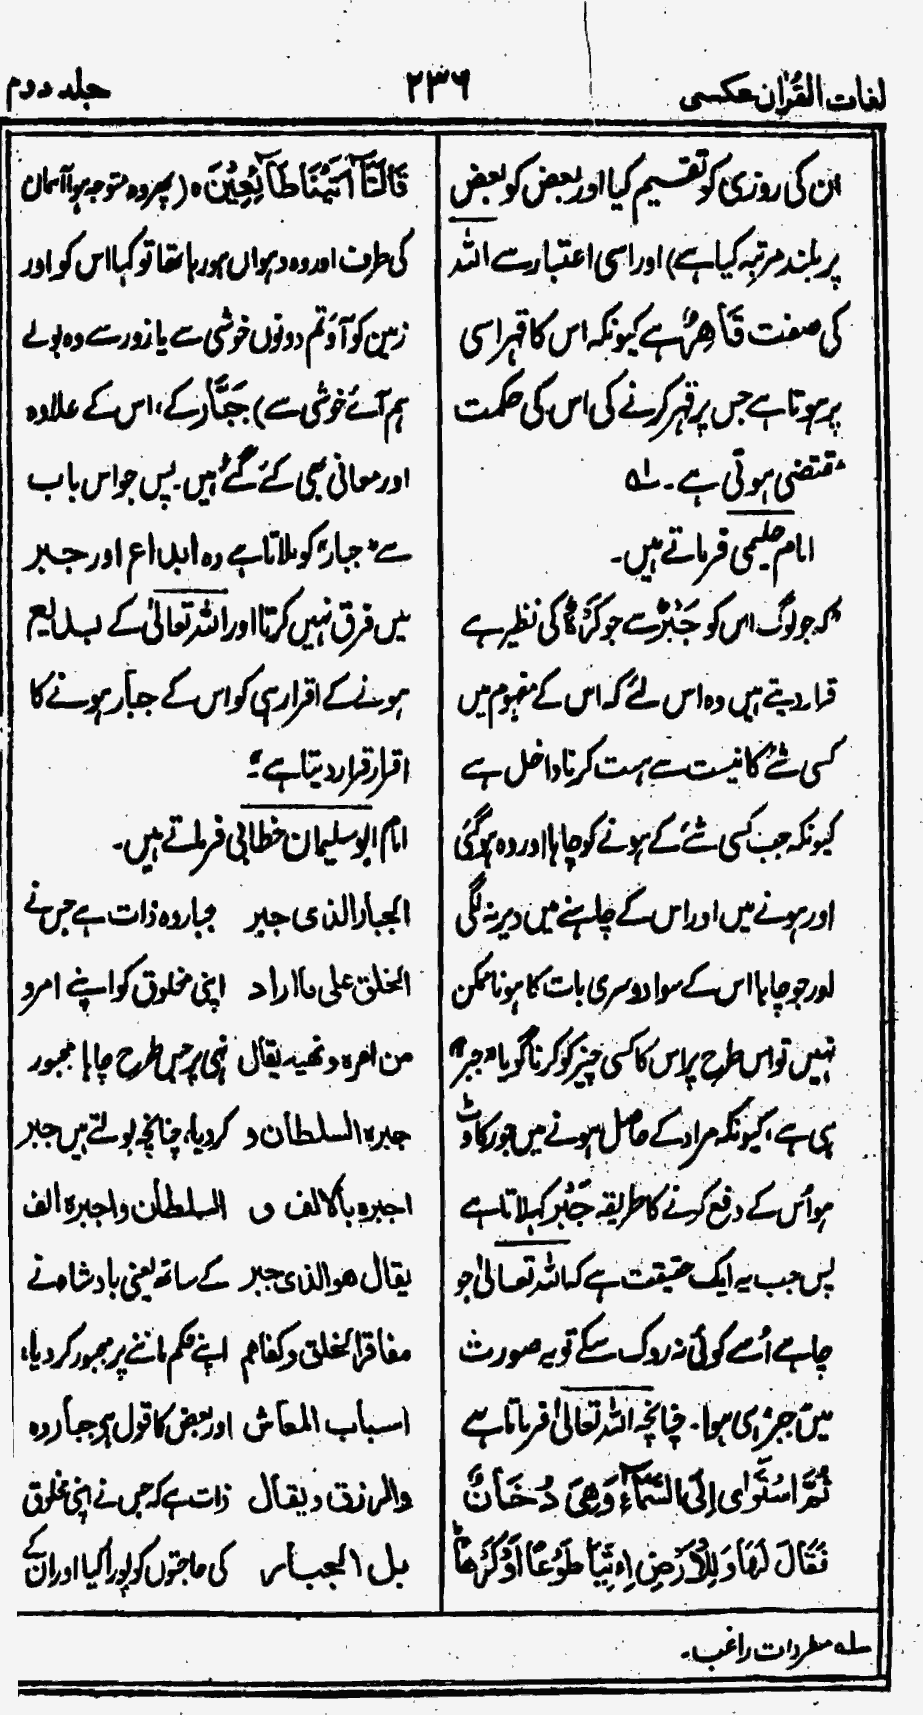 لغات القرآن عکسی
۲۳۶
جلد دوم
ان کی روزی کو تقسیم کیا اور بعض کو بعض
پر بلند مرتبہ کیا ہے) اور اسی اعتبار سے اللہ
کی صفت قَاھِرٌ ہے کیونکہ اس کا قہر اسی
پر ہوتا ہے جس پر قہر کرنے کی اس کی حکمت
مقتضی ہوتی ہے۔ لہ
امام حلیمی فرماتے ہیں۔
"کہ جو لوگ اس کو جَبْرٌ سے جو کَرْہٌ کی نظیر ہے
قرار دیتے ہیں وہ اس لئے کہ اس کے مفہوم میں
کسی شئے کا نیست سے ہست کرنا داخل ہے
کیونکہ جب کسی شئے کے ہونے کو چاہا اور وہ ہو گئی
اور ہونے میں اور اس کے چاہنے میں دیر نہ لگی
اور جو چاہا اس کے سوا دوسری بات کا ہونا ممکن
نہیں تو اس طرح پر اس کا کسی چیز کو کرنا گویا "جبر"
ہی ہے، کیونکہ مراد کے حاصل ہونے میں جو رکاوٹ
ہو اُس کے دفع کرنے کا طریقہ جَبْر کہلاتا ہے
پس جب یہ ایک حقیقت ہے کہ اللہ تعالیٰ جو
چاہے اُسے کوئی نہ روک سکے تو یہ صورت
میں جبر ہی ہوا۔ چنانچہ اللہ تعالیٰ فرماتا ہے
ثُمَّ اسْتَوٰى اِلَى السَّمَآءِ وَهِىَ دُخَانٌ
فَقَالَ لَهَا وَلِلْاَرْضِ ائْتِيَا طَوْعًا اَوْ كَرْهًا
قَالَتَآ اَتَيْنَا طَآئِعِيْنَ ہ (پھر وہ متوجہ ہوا آسمان
کی طرف اور وہ دھواں ہو رہا تھا تو کہا اس کو اور
زمین کو آؤ تم دونوں خوشی سے یا زور سے وہ بولے
ہم آئے خوشی سے) جَبَّار کے، اس کے علاوہ
اور معانی بھی کئے گئے ہیں۔ پس جو اس باب
سے "جبار" کو ملاتا ہے وہ ابداع اور جبر
میں فرق نہیں کرتا اور اللہ تعالیٰ کے بدیع
ہونے کے اقرار ہی کو اس کے جبار ہونے کا
اقرار قرار دیتا ہے"
امام ابو سلیمان خطابی فرماتے ہیں۔
الجبار الذی جبر جبار وہ ذات ہے جس نے
الخلق علی ما اراد اپنی مخلوق کو اپنے امر و
من امره و نهیه یقال نہی پر جس طرح چاہا مجبور
جبره السلطان و کر دیا، چنانچہ بولتے ہیں جبر
اجبره بالالف و السلطان و اجبره الف
یقال هو الذی جبر کے ساتھ یعنی بادشاہ نے
مفاقر الخلق و کفاهم اپنے حکم ماننے پر مجبور کر دیا،
اسباب المعاش اور بعض کا قول ہے جبار وہ
والرزق و یقال ذات ہے کہ جس نے اپنی مخلوق
بل الجبار کی حاجتوں کو پورا کیا اور ان کے
لہ مفردات راغب۔